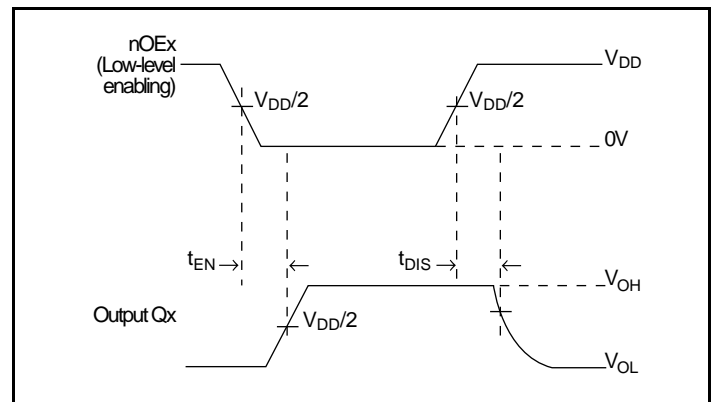 nOEx
(Low-level
enabling)
VDD
VDD/2
VDD/2
0V
tEN
tDIS
VOH
Output Qx
VDD/2
VOL